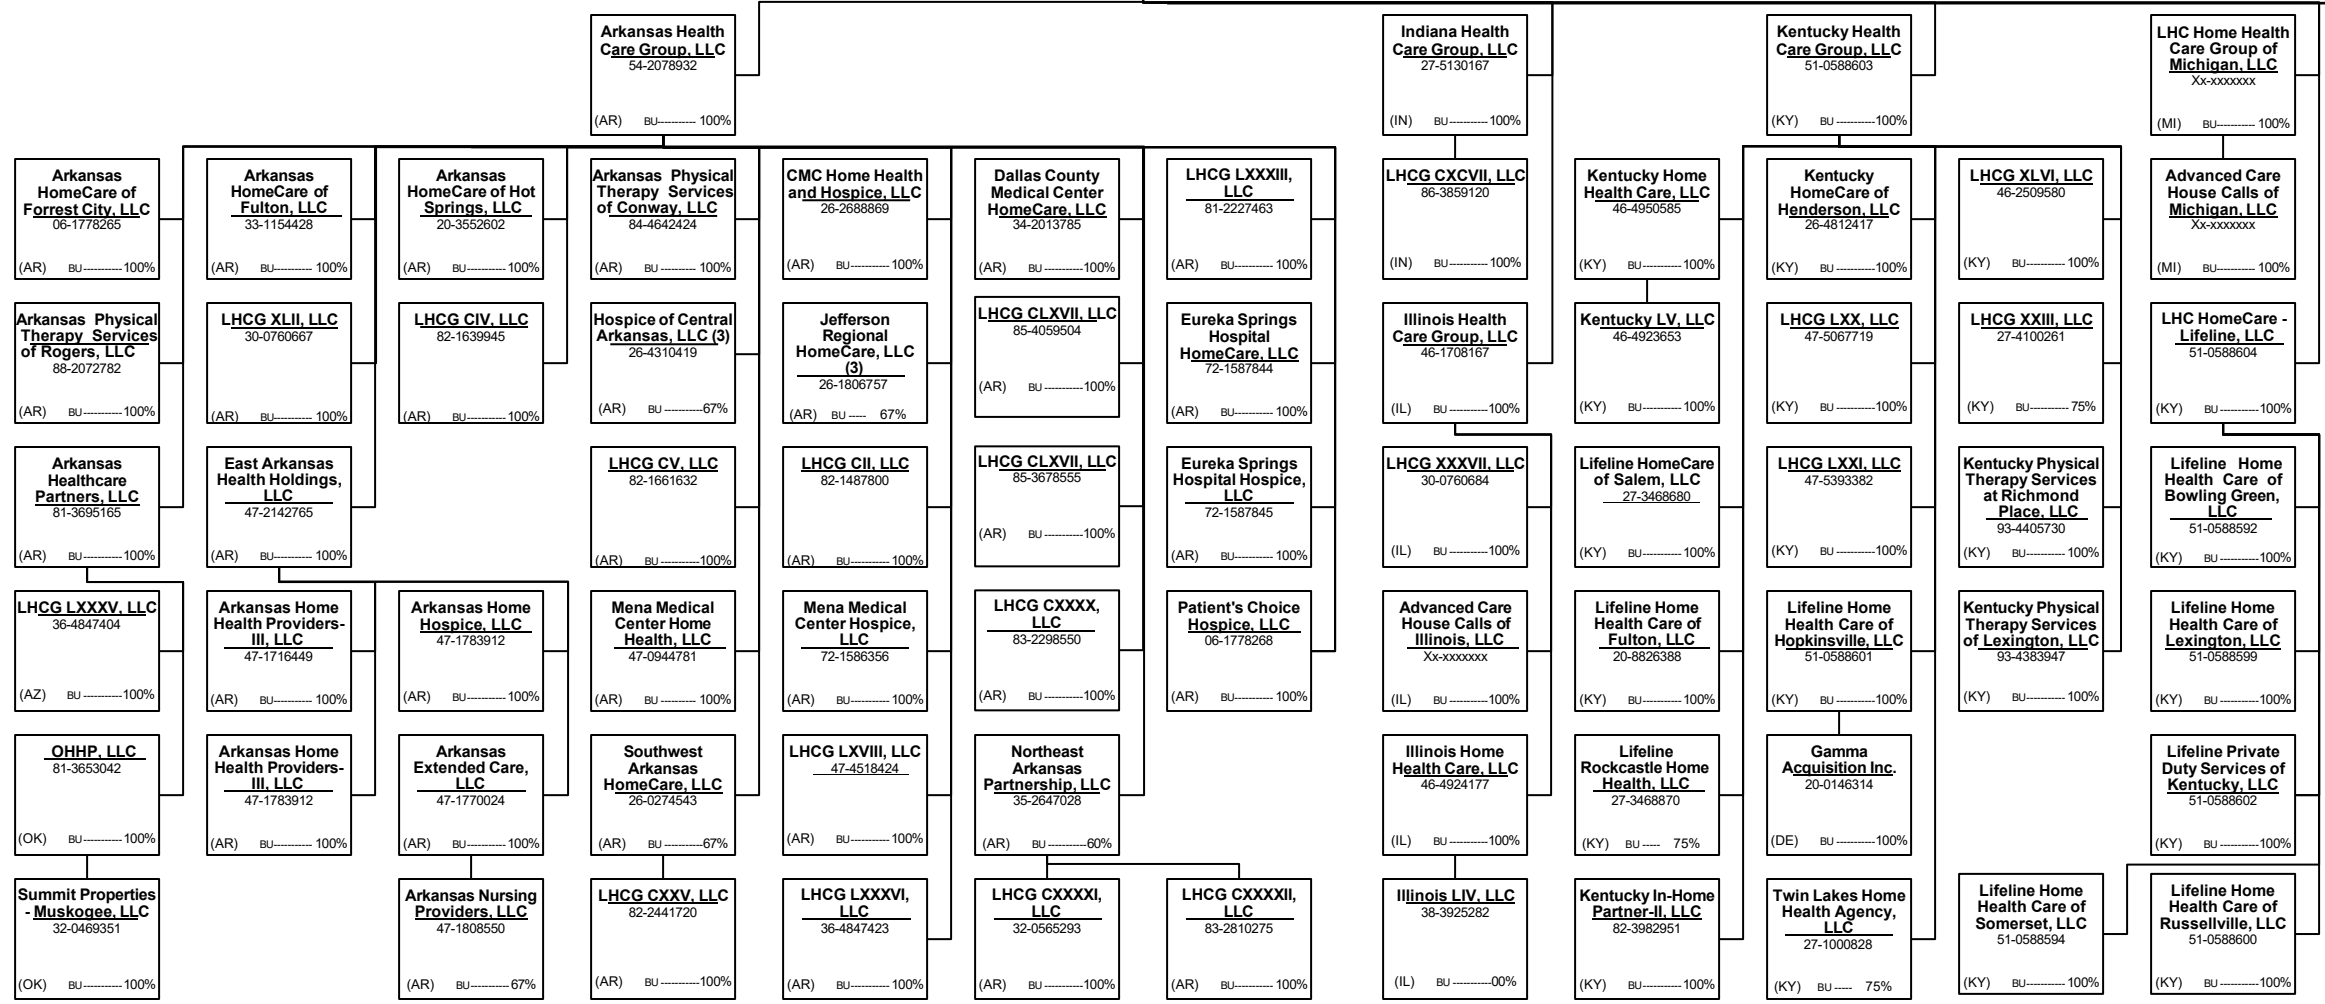 Arkansas Health
Care Group, LLC
54-2078932
(AR) BU----------- 100%
Indiana Health
Care Group, LLC
27-5130167
(IN) BU----------- 100%
Kentucky Health
Care Group, LLC
51-0588603
(KY) BU -----------100%
LHC Home Health
Care Group of
Michigan, LLC
Xx-xxxxxxx
(MI) BU----------- 100%
Arkansas
HomeCare of
Forrest City, LLC
06-1778265
(AR) BU-----------100%
Arkansas
HomeCare of
Fulton, LLC
33-1154428
(AR) BU----------- 100%
Arkansas
HomeCare of Hot
Springs, LLC
20-3552602
(AR) BU----------- 100%
Arkansas Physical
Therapy Services
of Conway, LLC
84-4642424
(AR) BU----------- 100%
CMC Home Health
and Hospice, LLC
26-2688869
(AR) BU----------- 100%
Dallas County
Medical Center
HomeCare, LLC
34-2013785
(AR) BU----------- 100%
LHCG LXXXIII,
LLC
81-2227463
(AR) BU----------- 100%
LHCG CXCVII, LLC
86-3859120
(IN) BU----------- 100%
Kentucky Home
Health Care, LLC
46-4950585
(KY) BU----------- 100%
Kentucky
HomeCare of
Henderson, LLC
26-4812417
(KY) BU----------- 100%
LHCG XLVI, LLC
46-2509580
(KY) BU----------- 100%
Advanced Care
House Calls of
Michigan, LLC
Xx-xxxxxxx
(MI) BU----------- 100%
Arkansas Physical
Therapy Services
of Rogers, LLC
88-2072782
(AR) BU-----------100%
LHCG XLII, LLC
30-0760667
(AR) BU----------- 100%
LHCG CIV, LLC
82-1639945
(AR) BU-----------100%
Hospice of Central
Arkansas, LLC (3)
26-4310419
(AR) BU -----------67%
Jefferson
Regional
HomeCare, LLC
(3)
26-1806757
(AR) BU ----- 67%
LHCG CLXVII, LLC
85-4059504
(AR) BU -----------100%
Eureka Springs
Hospital
HomeCare, LLC
72-1587844
(AR) BU----------- 100%
Illinois Health
Care Group, LLC
46-1708167
(IL) BU -----------100%
Kentucky LV, LLC
46-4923653
(KY) BU----------- 100%
LHCG LXX, LLC
47-5067719
(KY) BU----------- 100%
LHCG XXIII, LLC
27-4100261
(KY) BU----------- 75%
LHC HomeCare -
Lifeline, LLC
51-0588604
(KY) BU -----------100%
Arkansas
Healthcare
Partners, LLC
81-3695165
(AR) BU-----------100%
East Arkansas
Health Holdings,
LLC
47-2142765
(AR) BU----------- 100%
LHCG CV, LLC
82-1661632
(AR) BU-----------100%
LHCG CII, LLC
82-1487800
(AR) BU----------- 100%
LHCG CLXVII, LLC
85-3678555
(AR) BU -----------100%
Eureka Springs
Hospital Hospice,
LLC
72-1587845
(AR) BU----------- 100%
LHCG XXXVII, LLC
30-0760684
(IL) BU -----------100%
Lifeline HomeCare
of Salem, LLC
27-3468680
(KY) BU----------- 100%
LHCG LXXI, LLC
47-5393382
(KY) BU----------- 100%
Kentucky Physical
Therapy Services
at Richmond
Place, LLC
93-4405730
(KY) BU----------- 100%
Lifeline Home
Health Care of
Bowling Green,
LLC
51-0588592
(KY) BU -----------100%
LHCG LXXXV, LLC
36-4847404
(AZ) BU -----------100%
Arkansas Home
Health Providers-
III, LLC
47-1716449
(AR) BU----------- 100%
Arkansas Home
Hospice, LLC
47-1783912
(AR) BU----------- 100%
Mena Medical
Center Home
Health, LLC
47-0944781
(AR) BU ----------- 100%
Mena Medical
Center Hospice,
LLC
72-1586356
(AR) BU ----------- 100%
LHCG CXXXX,
LLC
83-2298550
(AR) BU -----------100%
Patient's Choice
Hospice, LLC
06-1778268
(AR) BU----------- 100%
Advanced Care
House Calls of
Illinois, LLC
Xx-xxxxxxx
(IL) BU -----------100%
Lifeline Home
Health Care of
Fulton, LLC
20-8826388
(KY) BU----------- 100%
Lifeline Home
Health Care of
Hopkinsville, LLC
51-0588601
(KY) BU----------- 100%
Kentucky Physical
Therapy Services
of Lexington, LLC
93-4383947
(KY) BU----------- 100%
Lifeline Home
Health Care of
Lexington, LLC
51-0588599
(KY) BU----------- 100%
OHHP, LLC
81-3653042
(OK) BU-----------100%
Arkansas Home
Health Providers-
III, LLC
47-1783912
(AR) BU----------- 100%
Arkansas
Extended Care,
LLC
47-1770024
(AR) BU----------- 100%
Southwest
Arkansas
HomeCare, LLC
26-0274543
(AR) BU-----------67%
LHCG LXVIII, LLC
47-4518424
(AR) BU----------- 100%
Northeast
Arkansas
Partnership, LLC
35-2647028
(AR) BU -----------60%
Illinois Home
Health Care, LLC
46-4924177
(IL) BU -----------100%
Lifeline
Rockcastle Home
Health, LLC
27-3468870
(KY) BU ----- 75%
Gamma
Acquisition Inc.
20-0146314
(DE) BU -----------100%
Lifeline Private
Duty Services of
Kentucky, LLC
51-0588602
(KY) BU -----------100%
Summit Properties
- Muskogee, LLC
32-0469351
(OK) BU-----------100%
Arkansas Nursing
Providers, LLC
47-1808550
(AR) BU-----------67%
LHCG CXXV, LLC
82-2441720
(AR) BU-----------100%
LHCG LXXXVI,
LLC
36-4847423
(AR) BU -----------100%
LHCG CXXXXI,
LLC
32-0565293
(AR) BU -----------100%
LHCG CXXXXII,
LLC
83-2810275
(AR) BU -----------100%
Illinois LIV, LLC
38-3925282
(IL) BU -----------00%
Kentucky In-Home
Partner-II, LLC
82-3982951
(KY) BU -----------100%
Twin Lakes Home
Health Agency,
LLC
27-1000828
(KY) BU ----- 75%
Lifeline Home
Health Care of
Somerset, LLC
51-0588594
(KY) BU----------- 100%
Lifeline Home
Health Care of
Russellville, LLC
51-0588600
(KY) BU----------- 100%